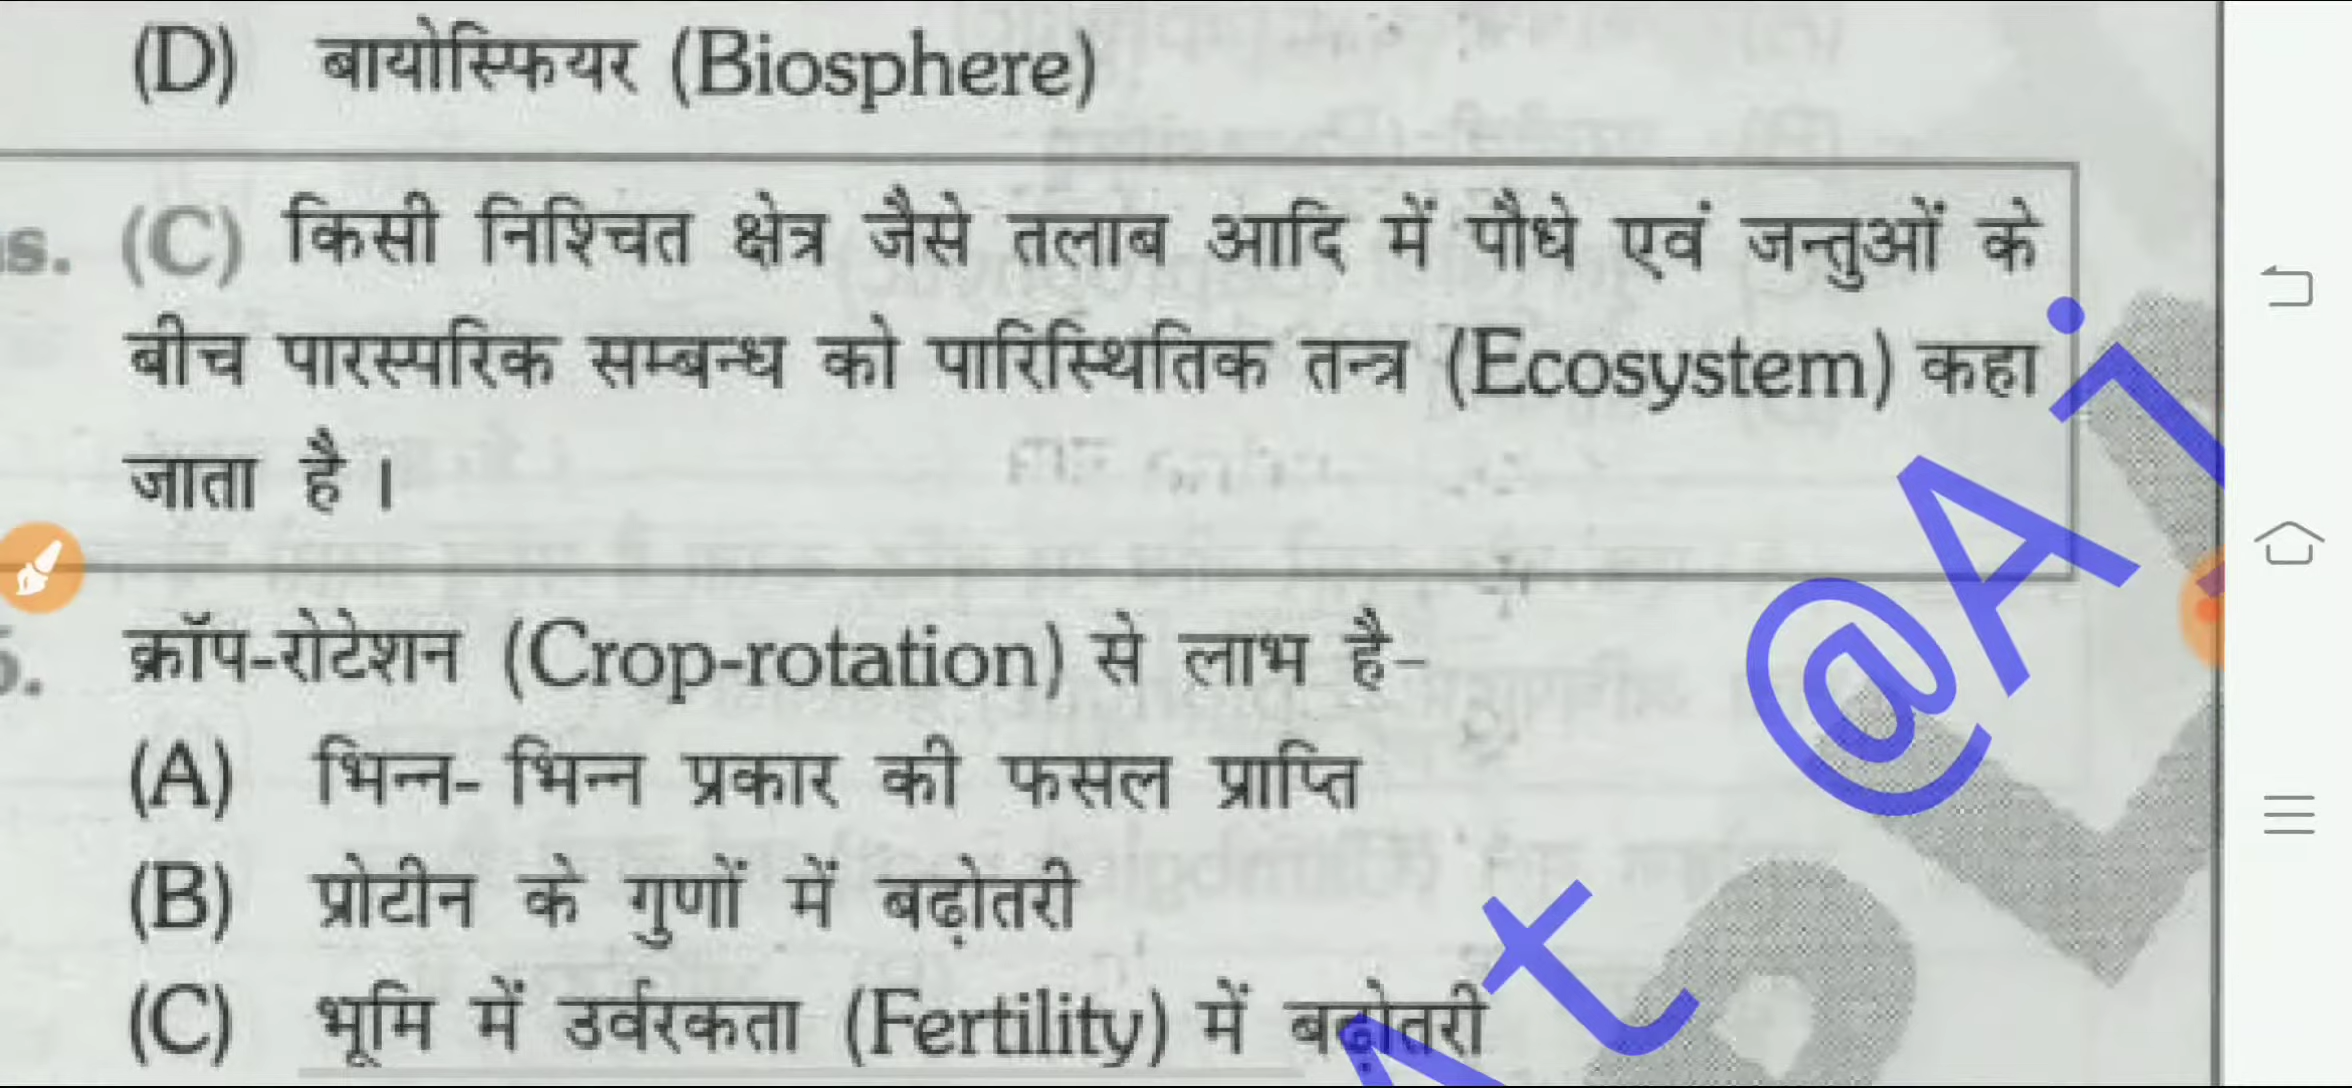 (D) बायोस्फियर (Biosphere)
s. (C) किसी निश्चित क्षेत्र जैसे तलाब आदि में पौधे एवं जन्तुओं के
बीच पारस्परिक सम्बन्ध को पारिस्थितिक तन्त्र (Ecosystem) कहा
जाता है ।
क्रॉप-रोटेशन (Crop-rotation) से लाभ है–
(A) भिन्न- भिन्न प्रकार की फसल प्राप्ति
(B) प्रोटीन के गुणों में बढ़ोतरी
(C) भूमि में उर्वरकता (Fertility) में बढ़ोतरी